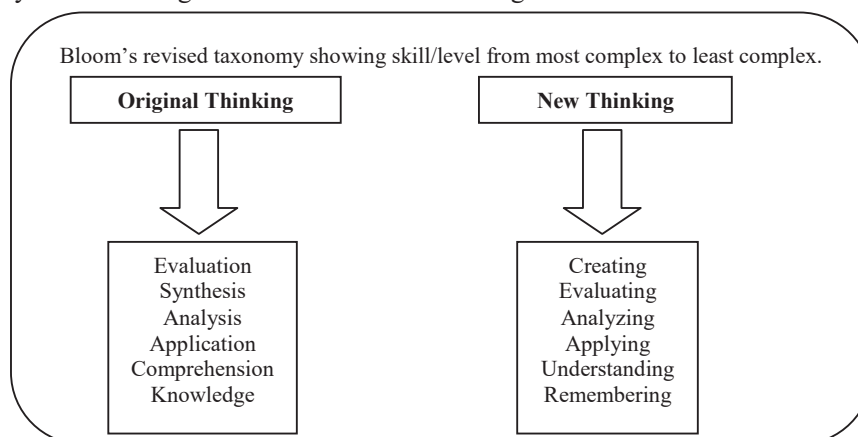 Bloom’s revised taxonomy showing skill/level from most complex to least complex.
Original Thinking
New Thinking
Evaluation
Synthesis
Analysis
Application
Comprehension
Knowledge
Creating
Evaluating
Analyzing
Applying
Understanding
Remembering